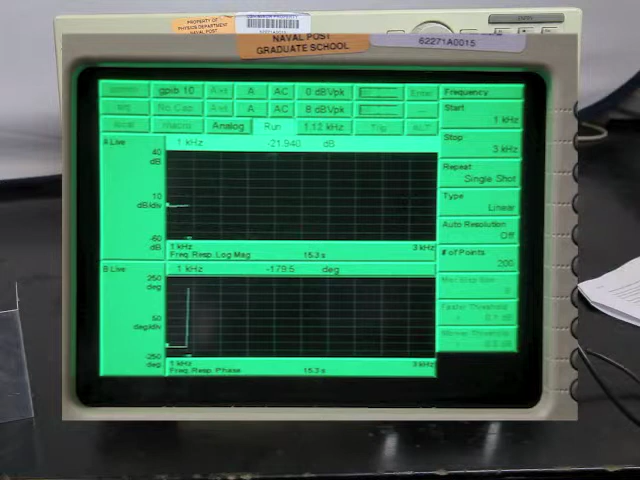 PROPERTY OF
PHYSICS DEPARTMENT
NAVAL POST
NAVAL POST
GRADUATE SCHOOL
62271A0015
gpib 10 A AC 0 dBVpk
No Cap A AC 8 dBVpk
local macro Analog Run 1.12 kHz Trig
Frequency
Start
1 kHz
Stop
3 kHz
Repeat
Single Shot
Type
Linear
Auto Resolution
Off
# of Points
200
A Live 1 kHz -21.940 dB
40
dB
10
dB/div
-60
dB
1 kHz 3 kHz
Freq. Resp. Log Mag 15.3 s
B Live 1 kHz -179.5 deg
250
deg
50
deg/div
-250
deg
1 kHz 3 kHz
Freq. Resp. Phase 15.3 s